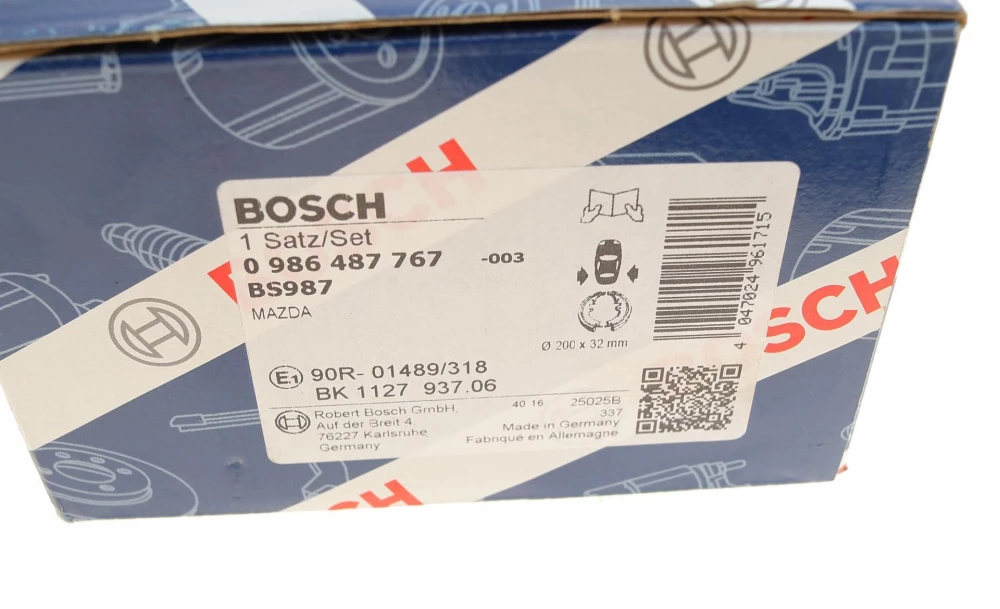 BOSCH
BOSCH
1 Satz/Set
0 986 487 767 -003
BS987
MAZDA
Ø 200 x 32 mm
4 047024 961715
E1 90R- 01489/318
BK 1127 937.06
Robert Bosch GmbH,
Auf der Breit 4,
76227 Karlsruhe,
Germany
40 16 25025B
337
Made in Germany
Fabriqué en Allemagne
SCH
SCH